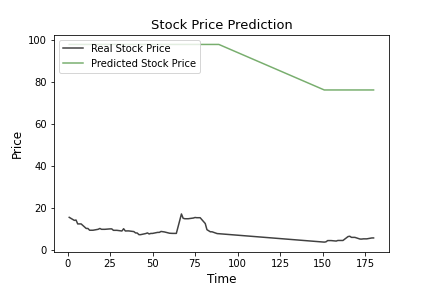 Stock Price Prediction
Real Stock Price
Predicted Stock Price
Price
100
80
60
40
20
0
0 25 50 75 100 125 150 175
Time